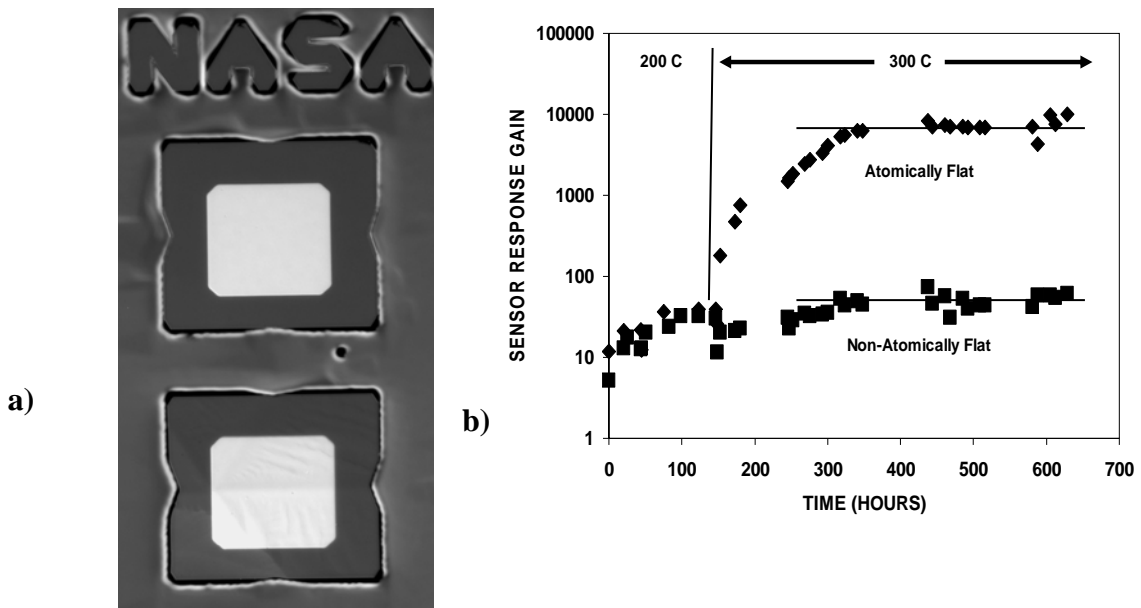 NASA
a)
b)
SENSOR RESPONSE GAIN
100000
10000
1000
100
10
1
200 C
300 C
Atomically Flat
Non-Atomically Flat
0 100 200 300 400 500 600 700
TIME (HOURS)